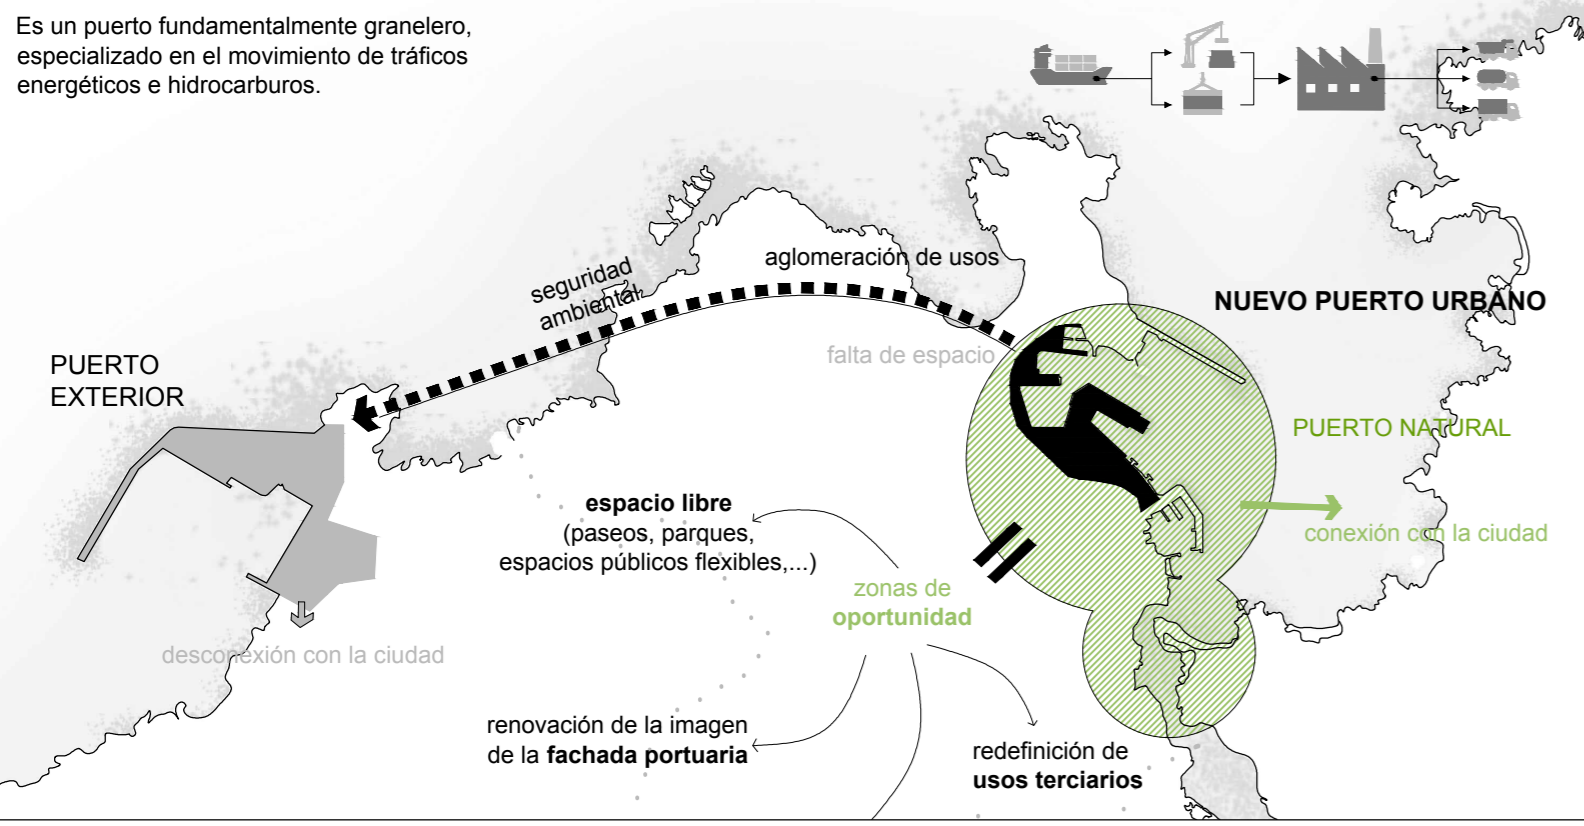 Es un puerto fundamentalmente granelero,
especializado en el movimiento de tráficos
energéticos e hidrocarburos.
seguridad
ambiental
aglomeración de usos
NUEVO PUERTO URBANO
falta de espacio
PUERTO
EXTERIOR
PUERTO NATURAL
espacio libre
(paseos, parques,
espacios públicos flexibles,...)
conexión con la ciudad
zonas de
oportunidad
desconexión con la ciudad
renovación de la imagen
de la fachada portuaria
redefinición de
usos terciarios